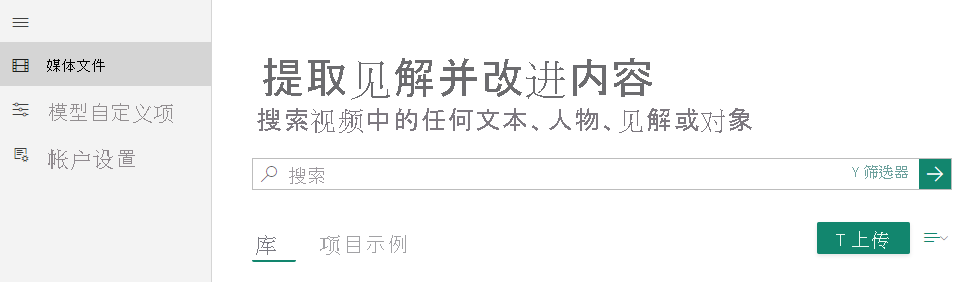 媒体文件
模型自定义项
帐户设置
提取见解并改进内容
搜索视频中的任何文本、人物、见解或对象
搜索 Y 筛选器
库 项目示例 T 上传